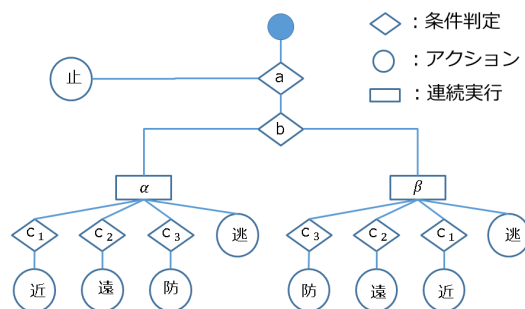 ：条件判定
：アクション
：連続実行
止
a
b
α
β
c1 c2 c3 逃
c3 c2 c1 逃
近 遠 防
防 遠 近